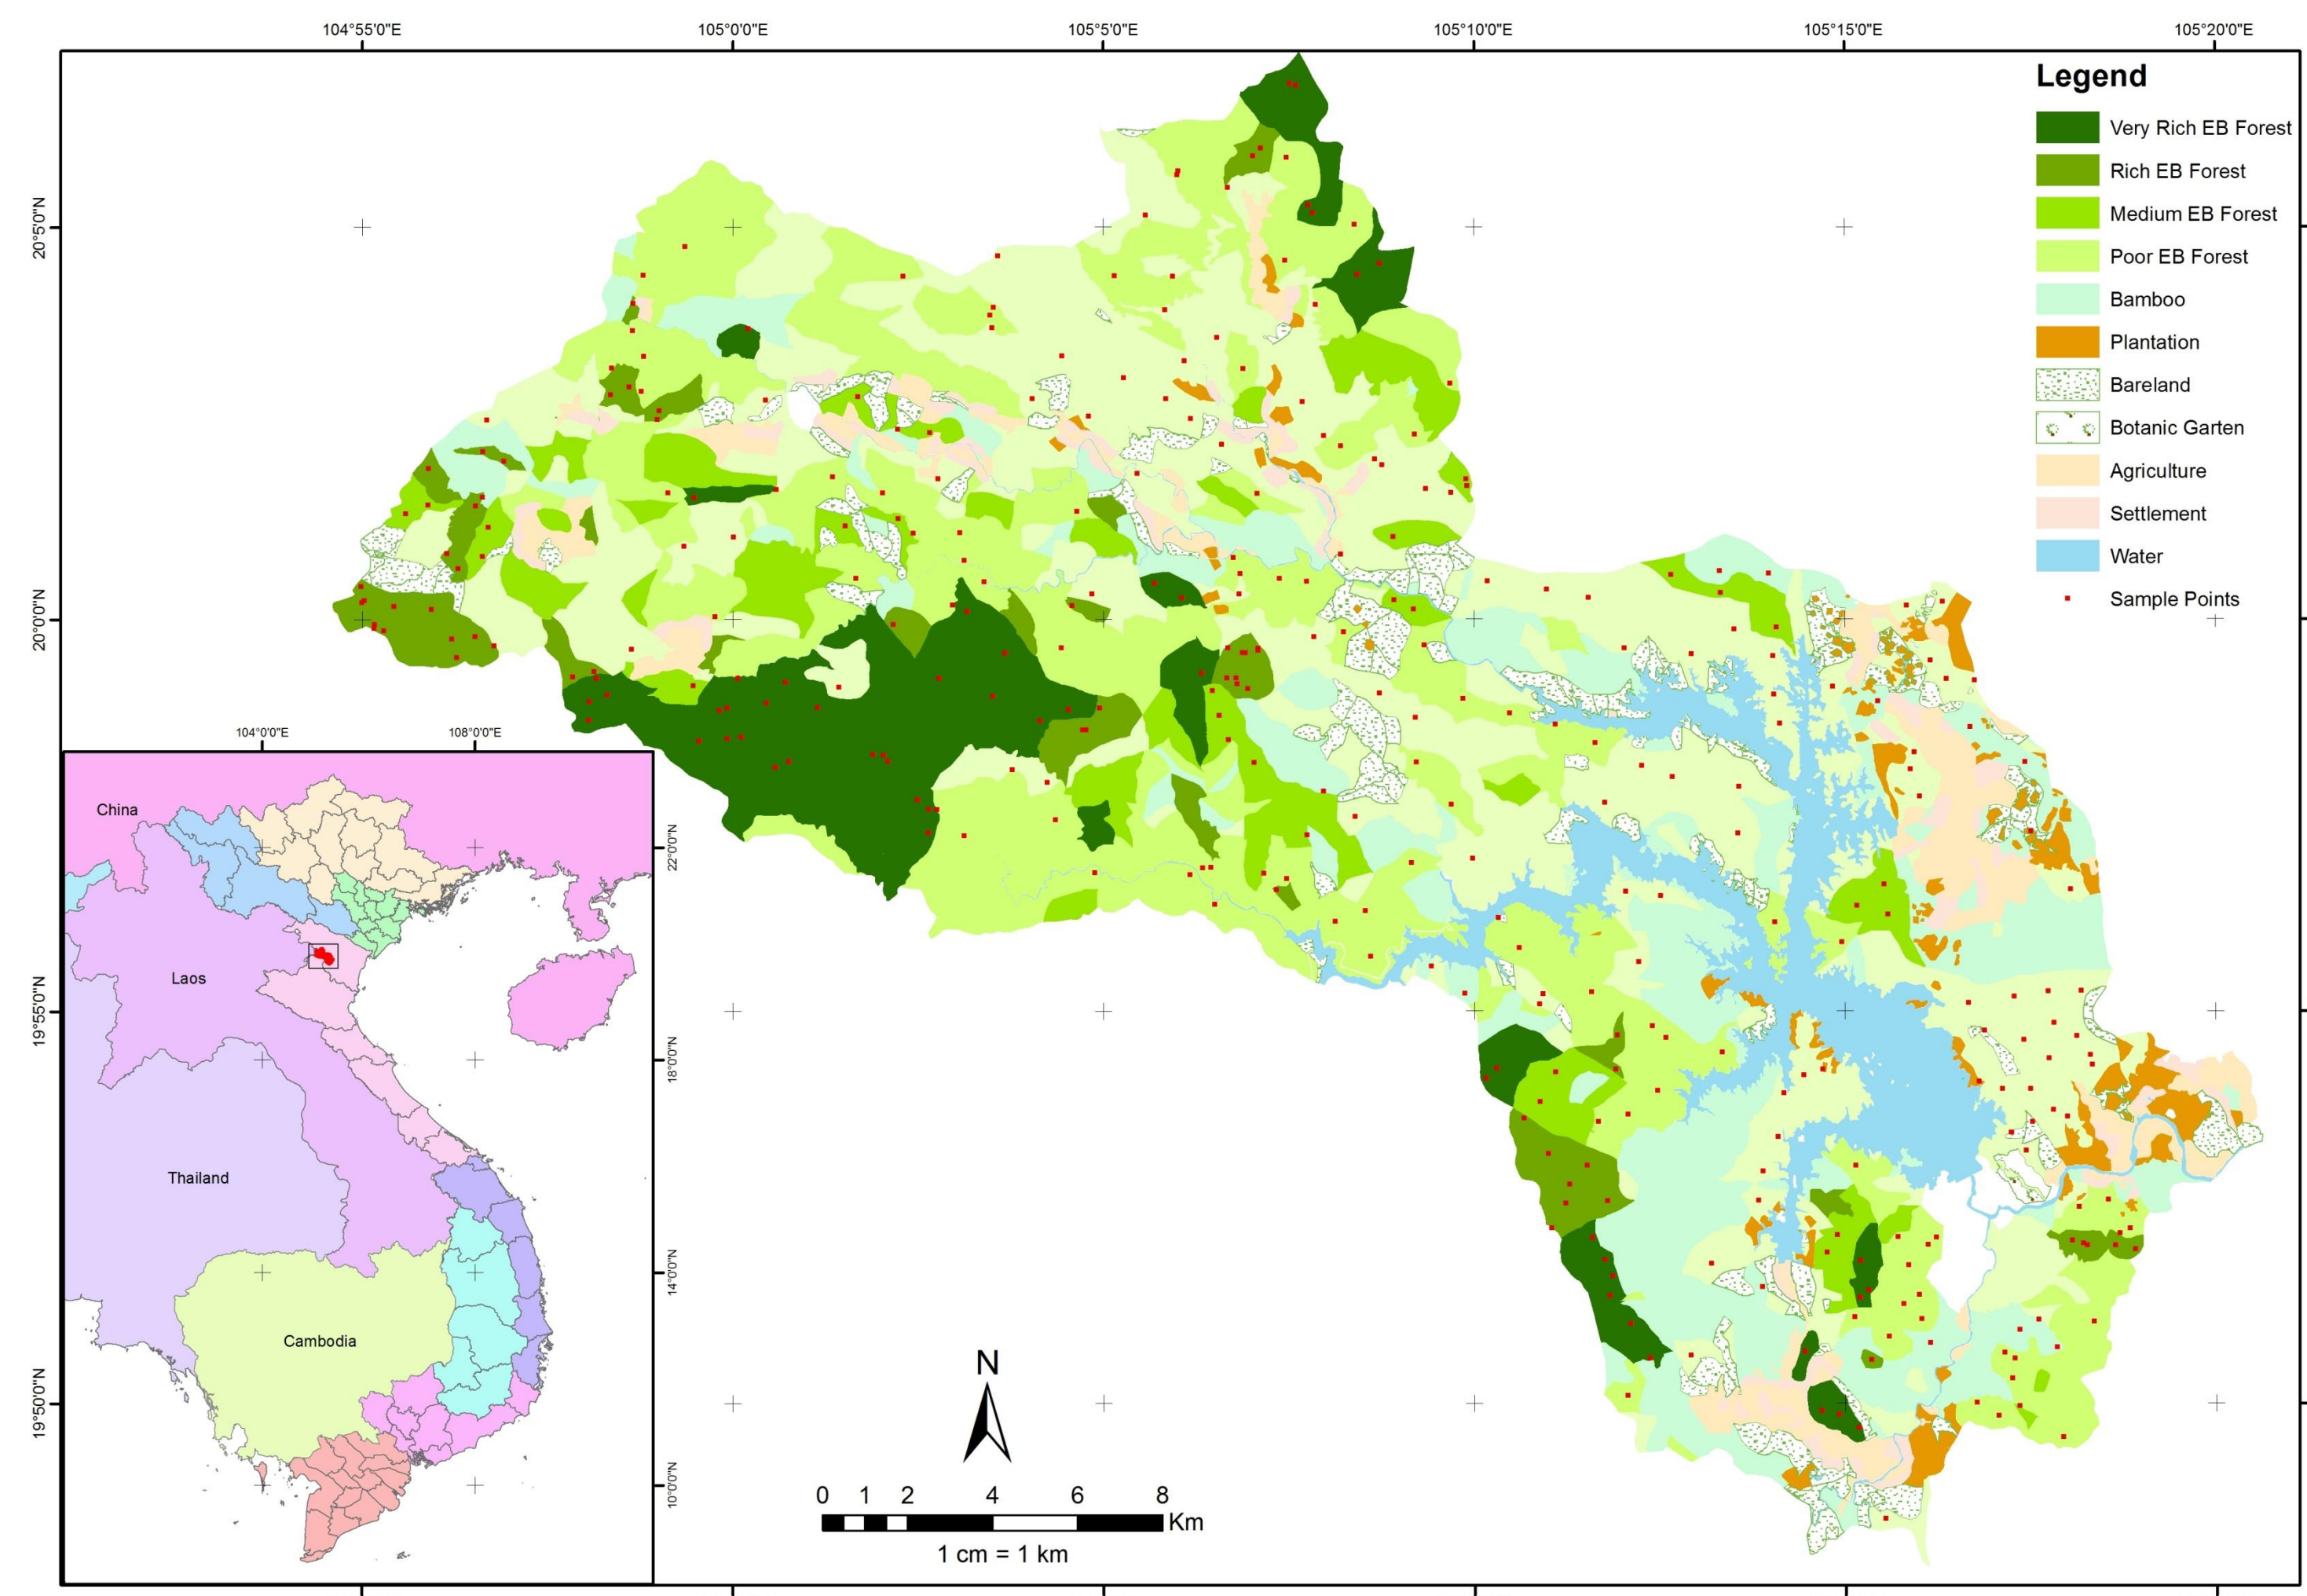 104°55'0"E
105°0'0"E
105°5'0"E
105°10'0"E
105°15'0"E
105°20'0"E
Legend
Very Rich EB Forest
Rich EB Forest
Medium EB Forest
Poor EB Forest
Bamboo
Plantation
Bareland
Botanic Garten
Agriculture
Settlement
Water
Sample Points
20°5'0"N
20°0'0"N
19°55'0"N
19°50'0"N
104°0'0"E
108°0'0"E
China
Laos
Thailand
Cambodia
22°0'0"N
18°0'0"N
14°0'0"N
10°0'0"N
N
0 1 2 4 6 8
Km
1 cm = 1 km